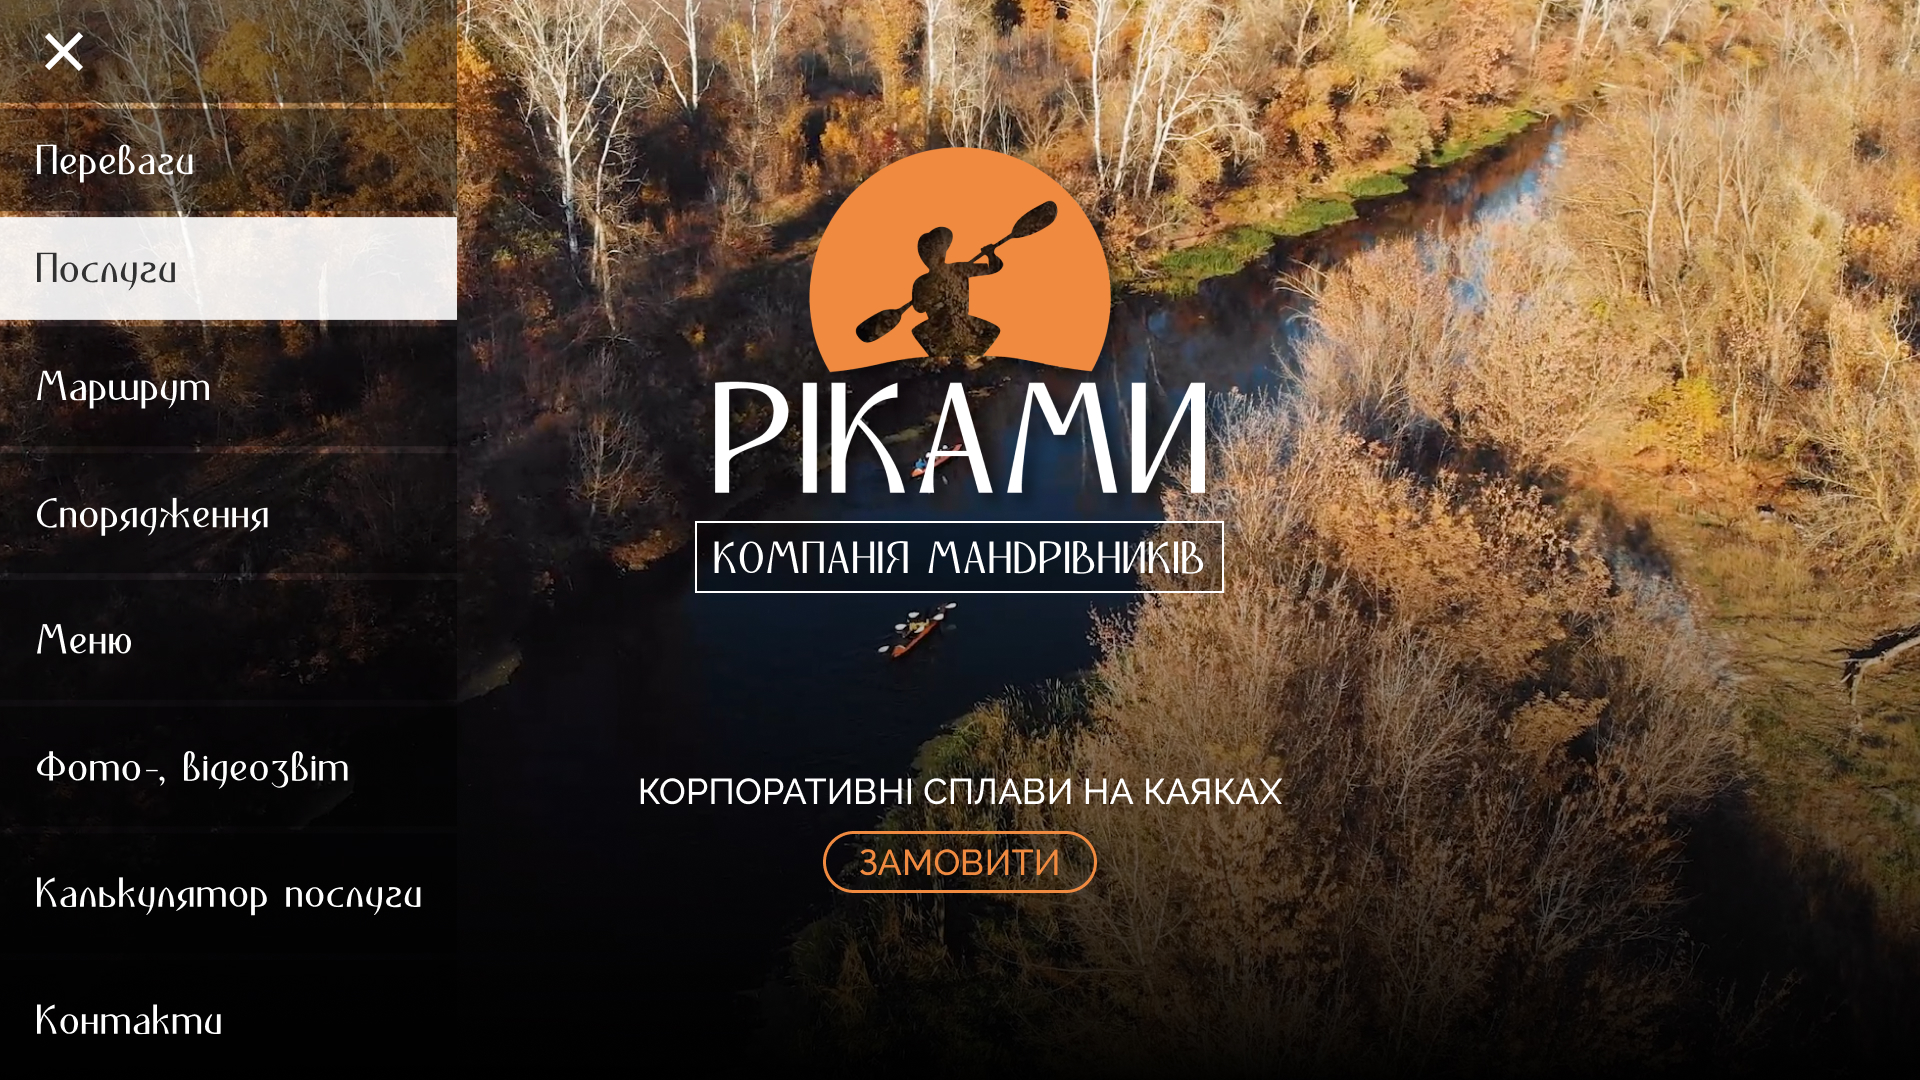 Переваги
Послуги
Маршрут
Спорядження
Меню
Фото-, відеозвіт
Калькулятор послуги
Контакти
РІКАМИ
КОМПАНІЯ МАНДРІВНИКІВ
КОРПОРАТИВНІ СПЛАВИ НА КАЯКАХ
ЗАМОВИТИ